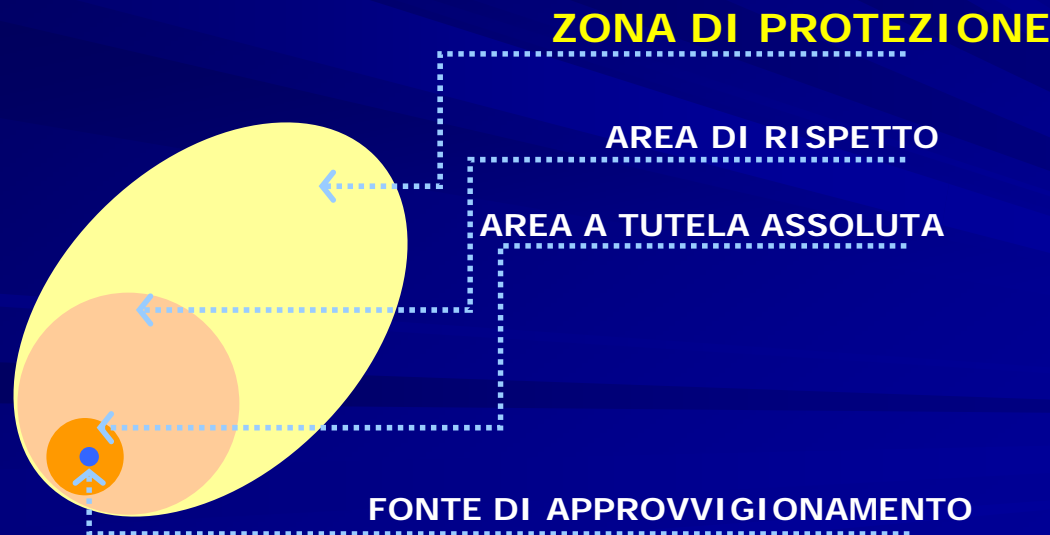 ZONA DI PROTEZIONE
AREA DI RISPETTO
AREA A TUTELA ASSOLUTA
FONTE DI APPROVVIGIONAMENTO